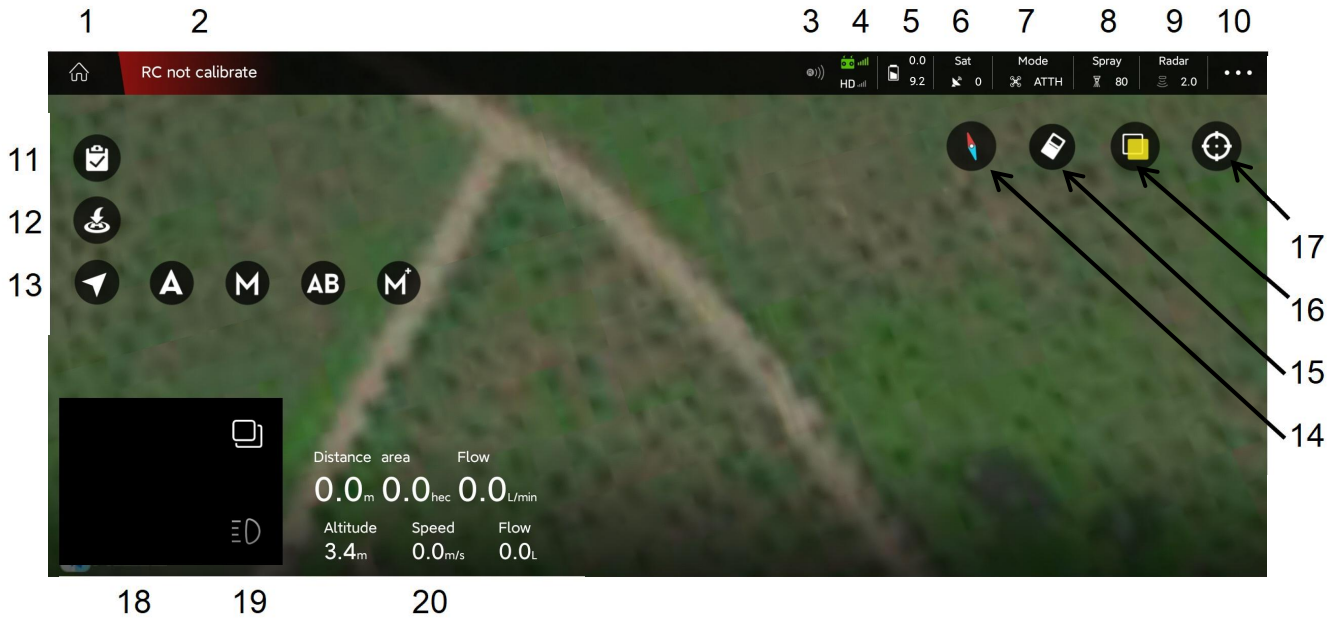 1 2 3 4 5 6 7 8 9 10
RC not calibrate
HD
0.0
9.2
Sat
0
Mode
ATTH
Spray
80
Radar
2.0
11
12
13 A M AB M+
17
16
15
14
Distance area Flow
0.0m 0.0hec 0.0L/min
Altitude Speed Flow
3.4m 0.0m/s 0.0L
18 19 20